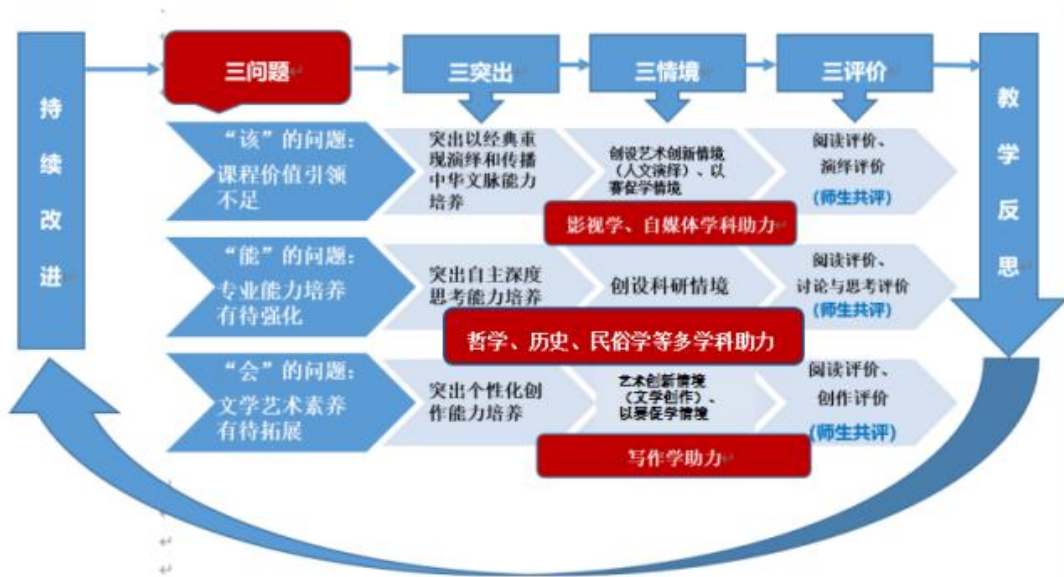 三问题
三突出
三情境
三评价
持
续
改
进
教
学
反
思
“该”的问题：
课程价值引领
不足
突出以经典重
现演绎和传播
中华文脉能力
培养
创设艺术创新情境
（人文演绎）、以
赛促学情境
阅读评价、
演绎评价
(师生共评)
影视学、自媒体学科助力
“能”的问题：
专业能力培养
有待强化
突出自主深度
思考能力培养
创设科研情境
阅读评价、
讨论与思考评价
(师生共评)
哲学、历史、民俗学等多学科助力
“会”的问题：
文学艺术素养
有待拓展
突出个性化创
作能力培养
艺术创新情境
（文学创作）、
以赛促学情境
阅读评价、
创作评价
(师生共评)
写作学助力